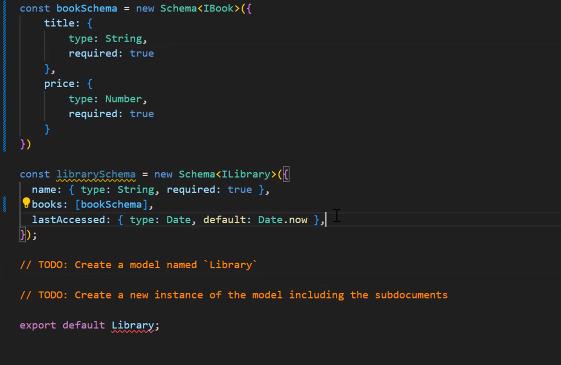 const bookSchema = new Schema<IBook>({
    title: {
        type: String,
        required: true
    },
    price: {
        type: Number,
        required: true
    }
})
const librarySchema = new Schema<ILibrary>({
  name: { type: String, required: true },
  books: [bookSchema],
  lastAccessed: { type: Date, default: Date.now },
});
// TODO: Create a model named `Library`
// TODO: Create a new instance of the model including the subdocuments
export default Library;